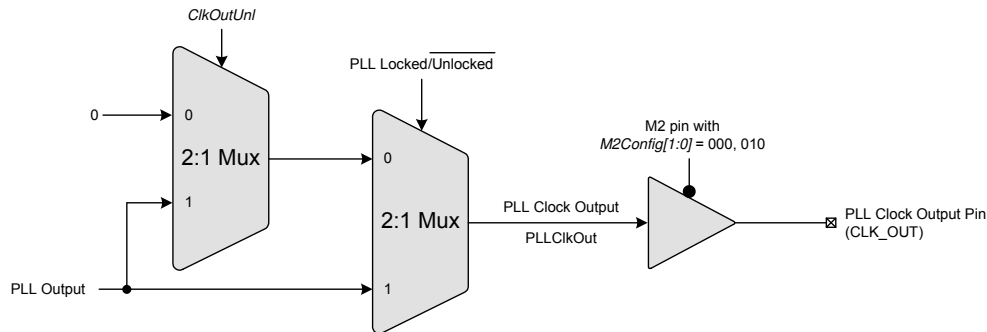 ClkOutUnl
PLL Locked/Unlocked
0
0
2:1 Mux
1
0
2:1 Mux
1
M2 pin with
M2Config[1:0] = 000, 010
PLL Clock Output
PLLClkOut
PLL Clock Output Pin
(CLK_OUT)
PLL Output